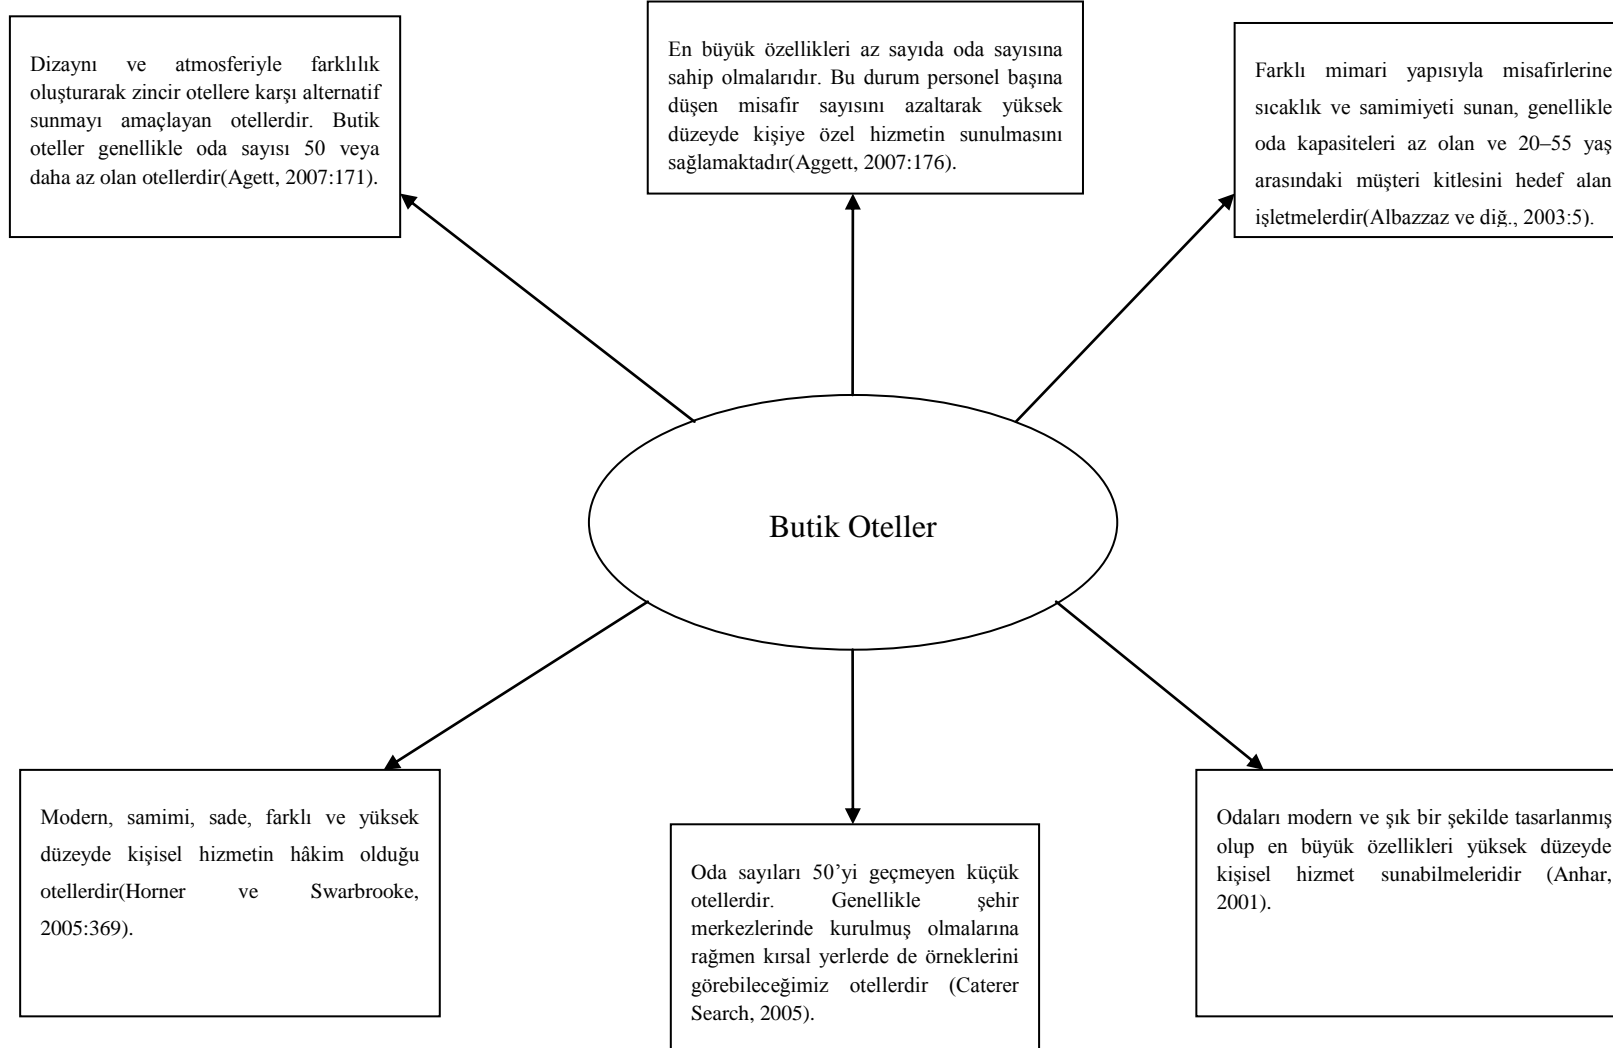 Dizaynı ve atmosferiyle farklılık
oluşturarak zincir otellere karşı alternatif
sunmayı amaçlayan otellerdir. Butik
oteller genellikle oda sayısı 50 veya
daha az olan otellerdir(Agett, 2007:171).
En büyük özellikleri az sayıda oda sayısına
sahip olmalarıdır. Bu durum personel başına
düşen misafir sayısını azaltarak yüksek
düzeyde kişiye özel hizmetin sunulmasını
sağlamaktadır(Aggett, 2007:176).
Farklı mimari yapısıyla misafirlerine
sıcaklık ve samimiyeti sunan, genellikle
oda kapasiteleri az olan ve 20–55 yaş
arasındaki müşteri kitlesini hedef alan
işletmelerdir(Albazzaz ve diğ., 2003:5).
Butik Oteller
Modern, samimi, sade, farklı ve yüksek
düzeyde kişisel hizmetin hâkim olduğu
otellerdir(Horner ve Swarbrooke,
2005:369).
Oda sayıları 50’yi geçmeyen küçük
otellerdir. Genellikle şehir
merkezlerinde kurulmuş olmalarına
rağmen kırsal yerlerde de örneklerini
görebileceğimiz otellerdir (Caterer
Search, 2005).
Odaları modern ve şık bir şekilde tasarlanmış
olup en büyük özellikleri yüksek düzeyde
kişisel hizmet sunabilmeleridir (Anhar,
2001).